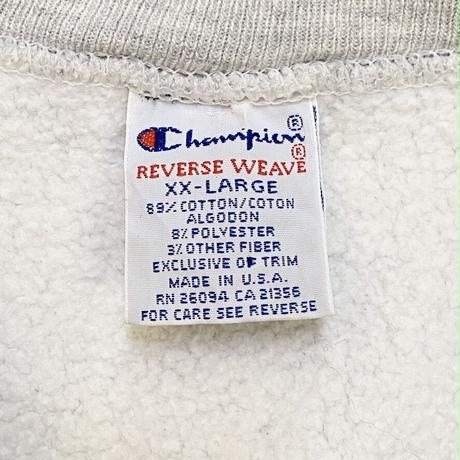 Champion®
REVERSE WEAVE®
XX-LARGE
89% COTTON/COTON
ALGODON
8% POLYESTER
3% OTHER FIBER
EXCLUSIVE OF TRIM
MADE IN U.S.A.
RN 26094 CA 21356
FOR CARE SEE REVERSE